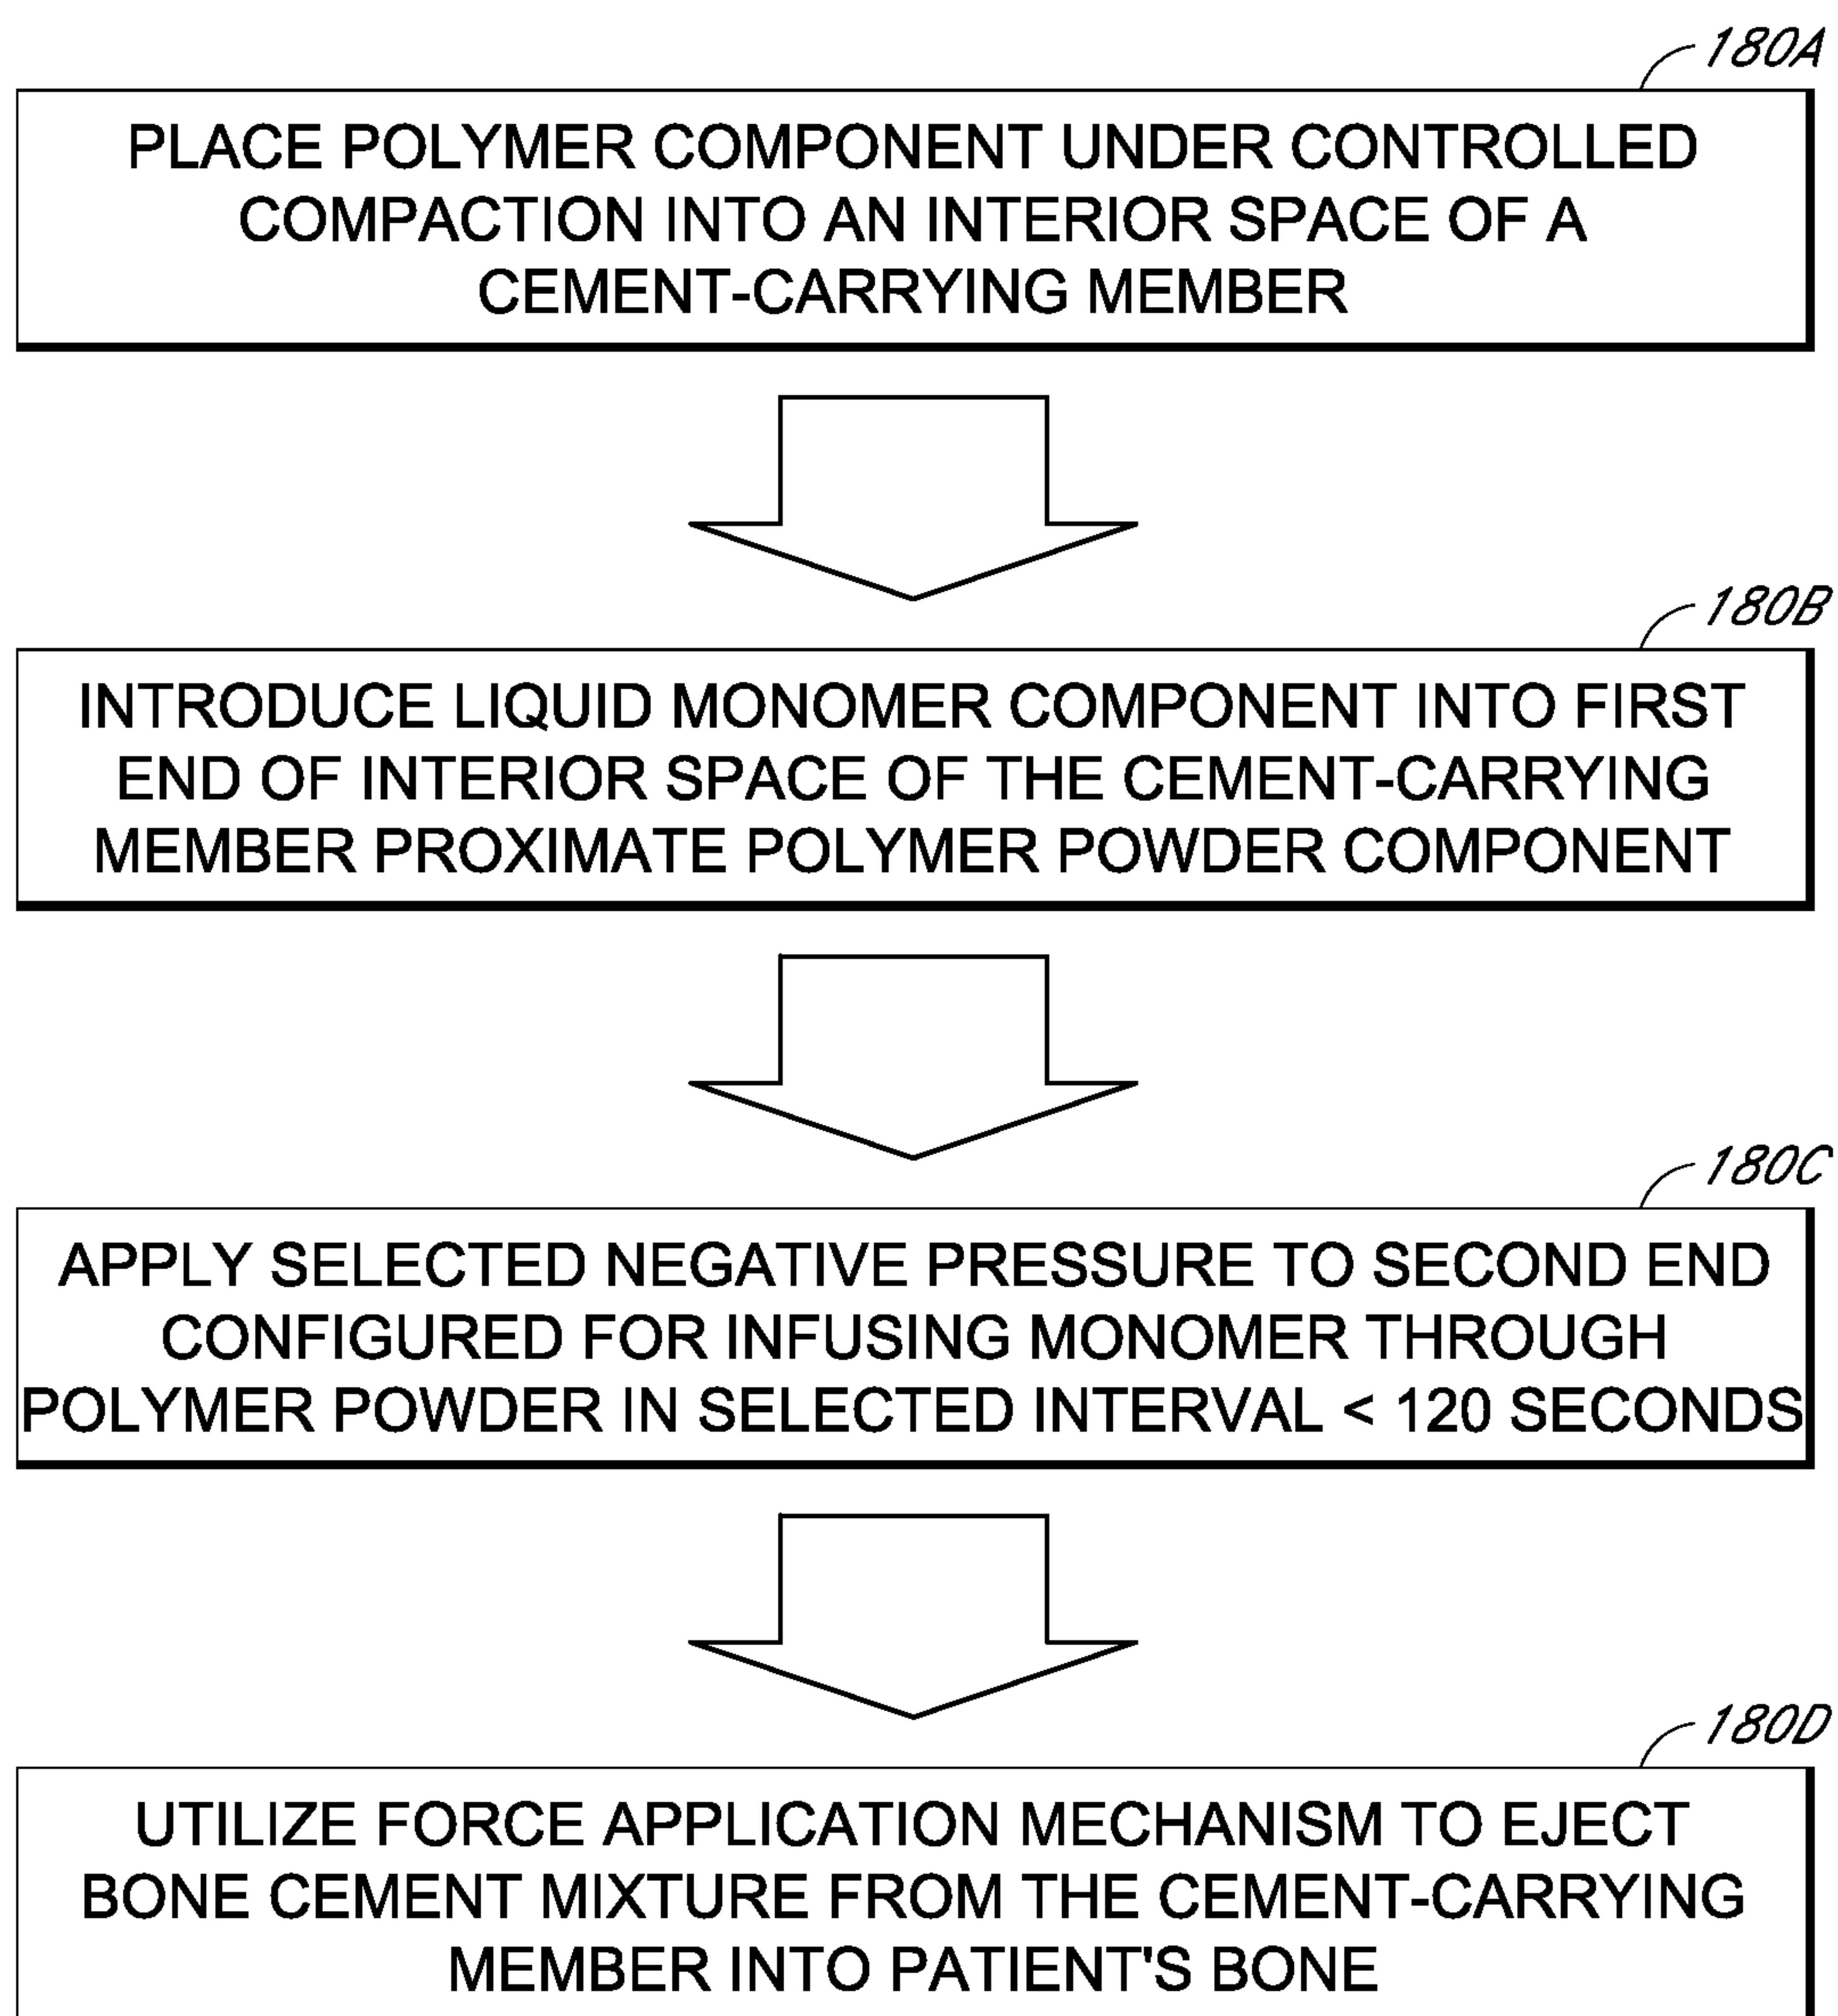 180A
PLACE POLYMER COMPONENT UNDER CONTROLLED
COMPACTION INTO AN INTERIOR SPACE OF A
CEMENT-CARRYING MEMBER
180B
INTRODUCE LIQUID MONOMER COMPONENT INTO FIRST
END OF INTERIOR SPACE OF THE CEMENT-CARRYING
MEMBER PROXIMATE POLYMER POWDER COMPONENT
180C
APPLY SELECTED NEGATIVE PRESSURE TO SECOND END
CONFIGURED FOR INFUSING MONOMER THROUGH
POLYMER POWDER IN SELECTED INTERVAL < 120 SECONDS
180D
UTILIZE FORCE APPLICATION MECHANISM TO EJECT
BONE CEMENT MIXTURE FROM THE CEMENT-CARRYING
MEMBER INTO PATIENT'S BONE